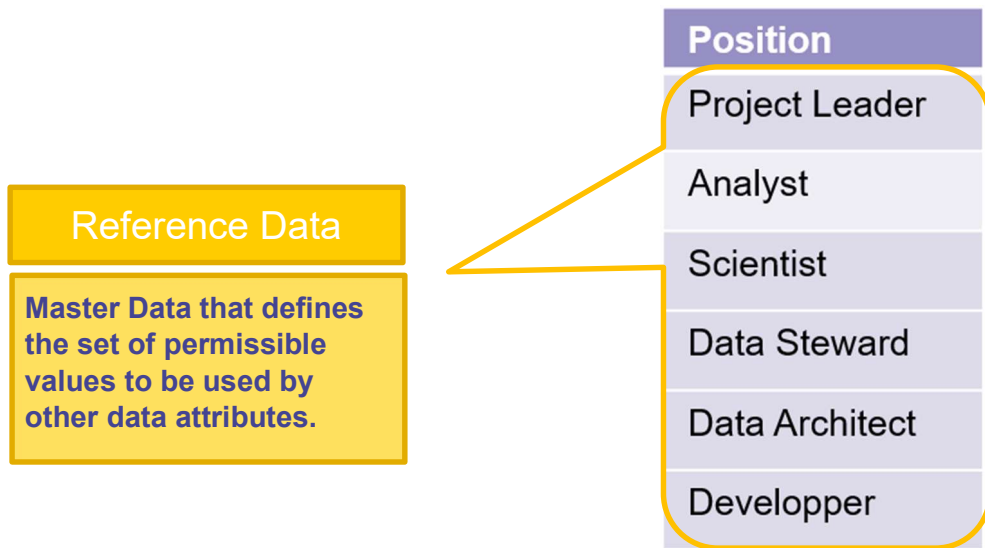 Position
Project Leader
Analyst
Scientist
Data Steward
Data Architect
Developper
Reference Data
Master Data that defines
the set of permissible
values to be used by
other data attributes.